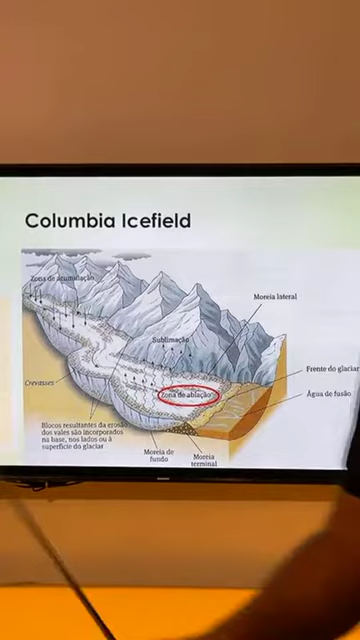 Columbia Icefield
Zona de acumulação
Moreia lateral
Sublimação
Frente do glaciar
Crevasses
Zona de ablação
Água de fusão
Blocos resultantes da erosão
dos vales são incorporados
na base, nos lados ou à
superfície do glaciar
Moreia de
fundo
Moreia
terminal